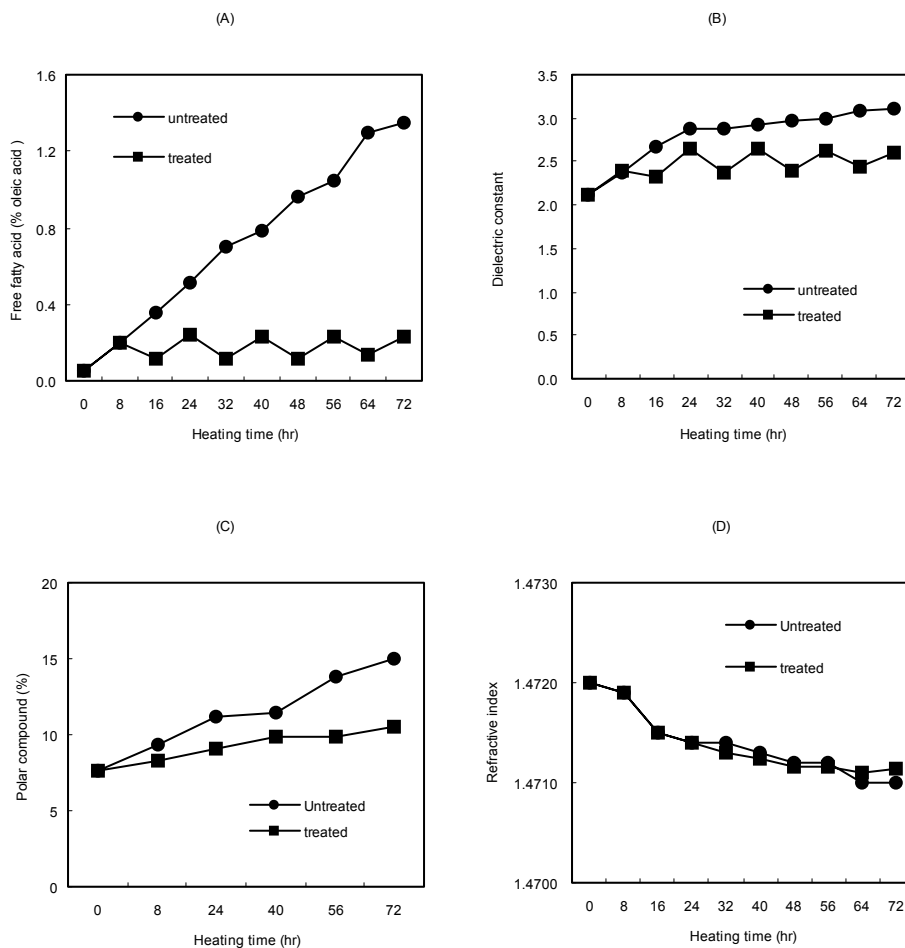 (A)
1.6
1.2
0.8
0.4
0.0
Free fatty acid (% oleic acid )
untreated
treated
0 8 16 24 32 40 48 56 64 72
Heating time (hr)
(B)
3.5
3.0
2.5
2.0
1.5
1.0
0.5
0.0
Dielectric constant
untreated
treated
0 8 16 24 32 40 48 56 64 72
Heating time (hr)
(C)
20
15
10
5
0
Polar compound (%)
Untreated
treated
0 8 24 40 56 72
Heating time (hr)
(D)
1.4730
1.4720
1.4710
1.4700
Refractive index
Untreated
treated
0 8 16 24 32 40 48 56 64 72
Heating time (hr)